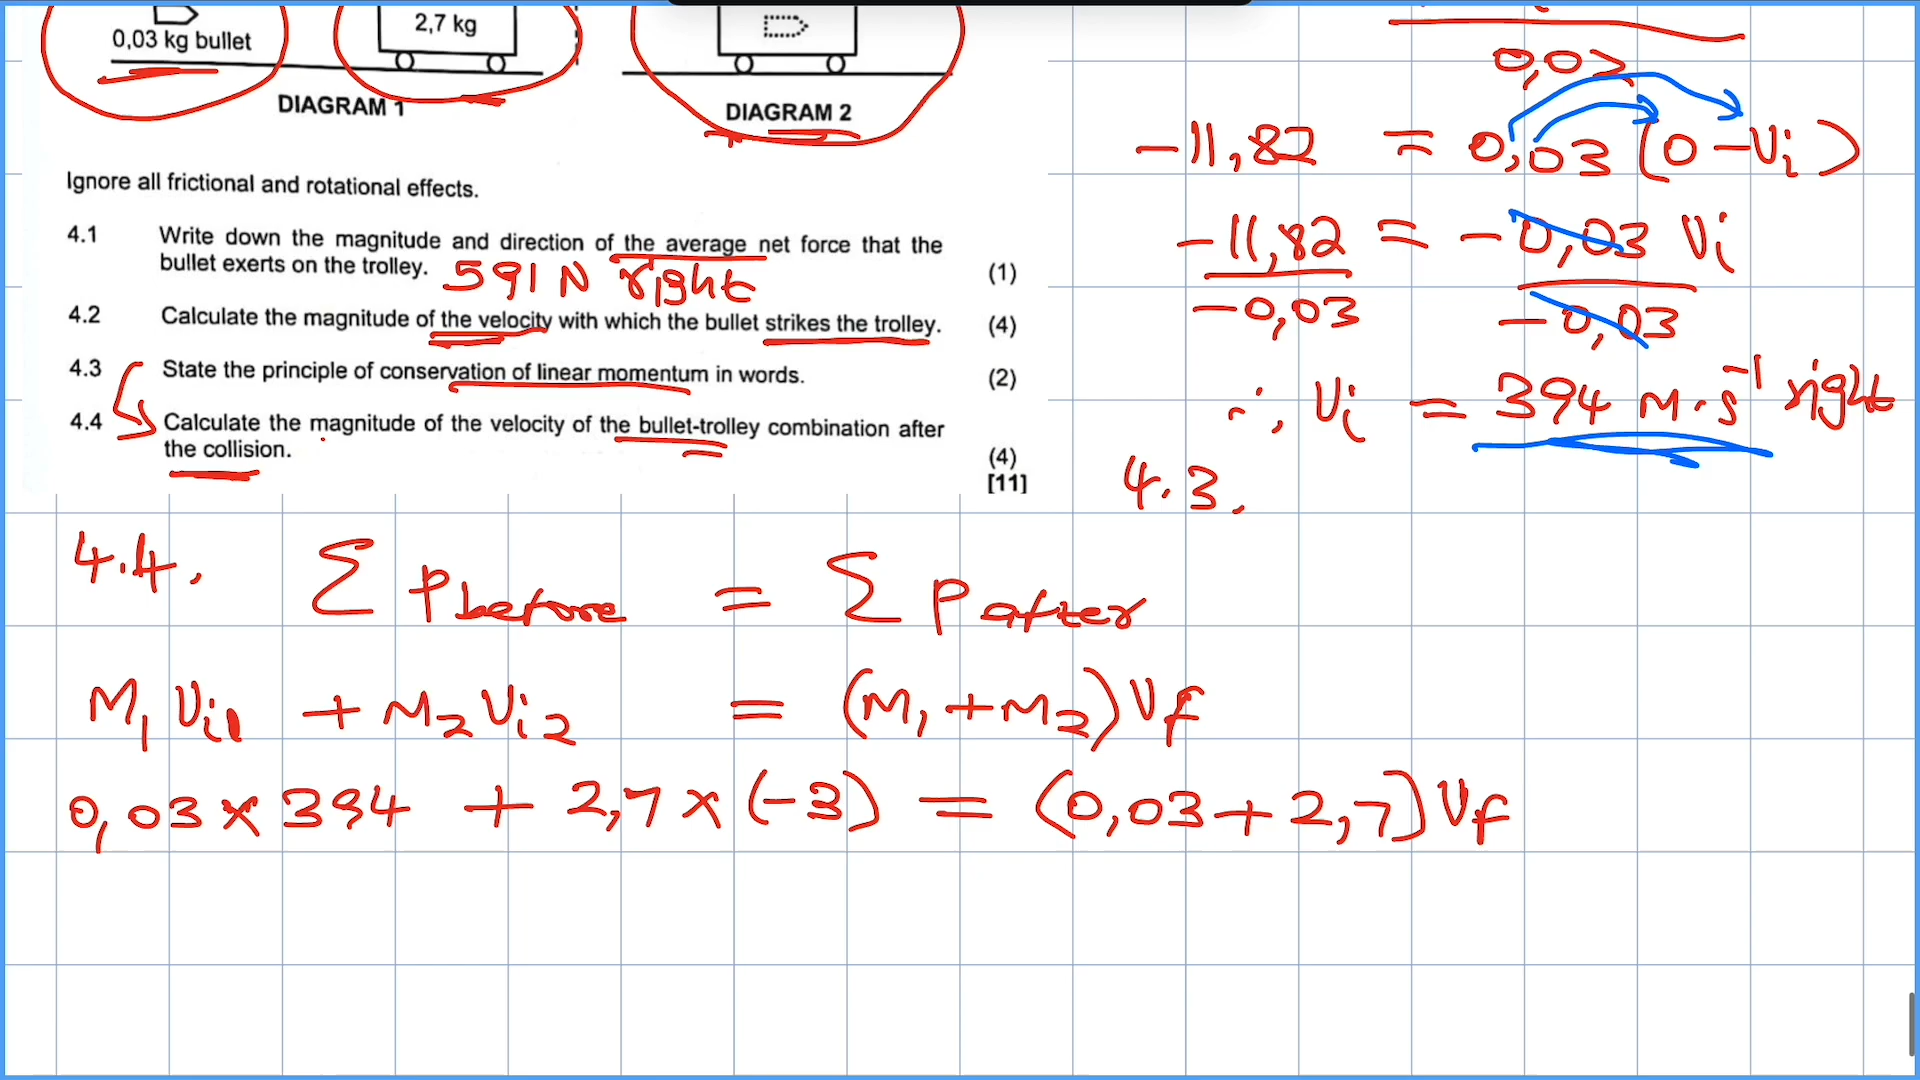 0,03 kg bullet
2,7 kg
DIAGRAM 1
DIAGRAM 2
Ignore all frictional and rotational effects.
4.1 Write down the magnitude and direction of the average net force that the
bullet exerts on the trolley. 591 N right (1)
4.2 Calculate the magnitude of the velocity with which the bullet strikes the trolley. (4)
4.3 State the principle of conservation of linear momentum in words. (2)
4.4 Calculate the magnitude of the velocity of the bullet-trolley combination after
the collision. (4)
[11]
0,02
-11,82 = 0,03 (0 - Vi)
-11,82 = -0,03 Vi
-0,03 -0,03
∴ Vi = 394 m·s⁻¹ right
4.3.
4.4. Σ Pbefore = Σ Pafter
M₁Vi1 + M₂Vi2 = (M₁ + M₂) Vf
0,03 × 394 + 2,7 × (-3) = (0,03 + 2,7) Vf